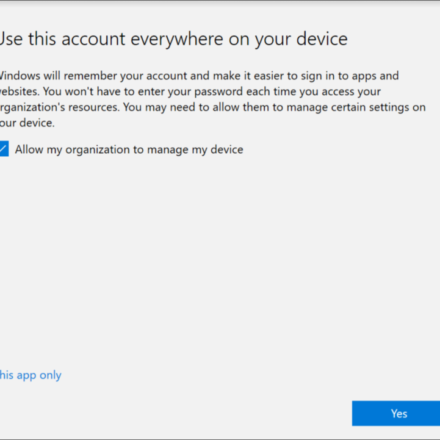 Use this account everywhere on your device
Windows will remember your account and make it easier to sign in to apps and
websites. You won't have to enter your password each time you access your
organization's resources. You may need to allow them to manage certain settings on
your device.
Allow my organization to manage my device
This app only
Yes